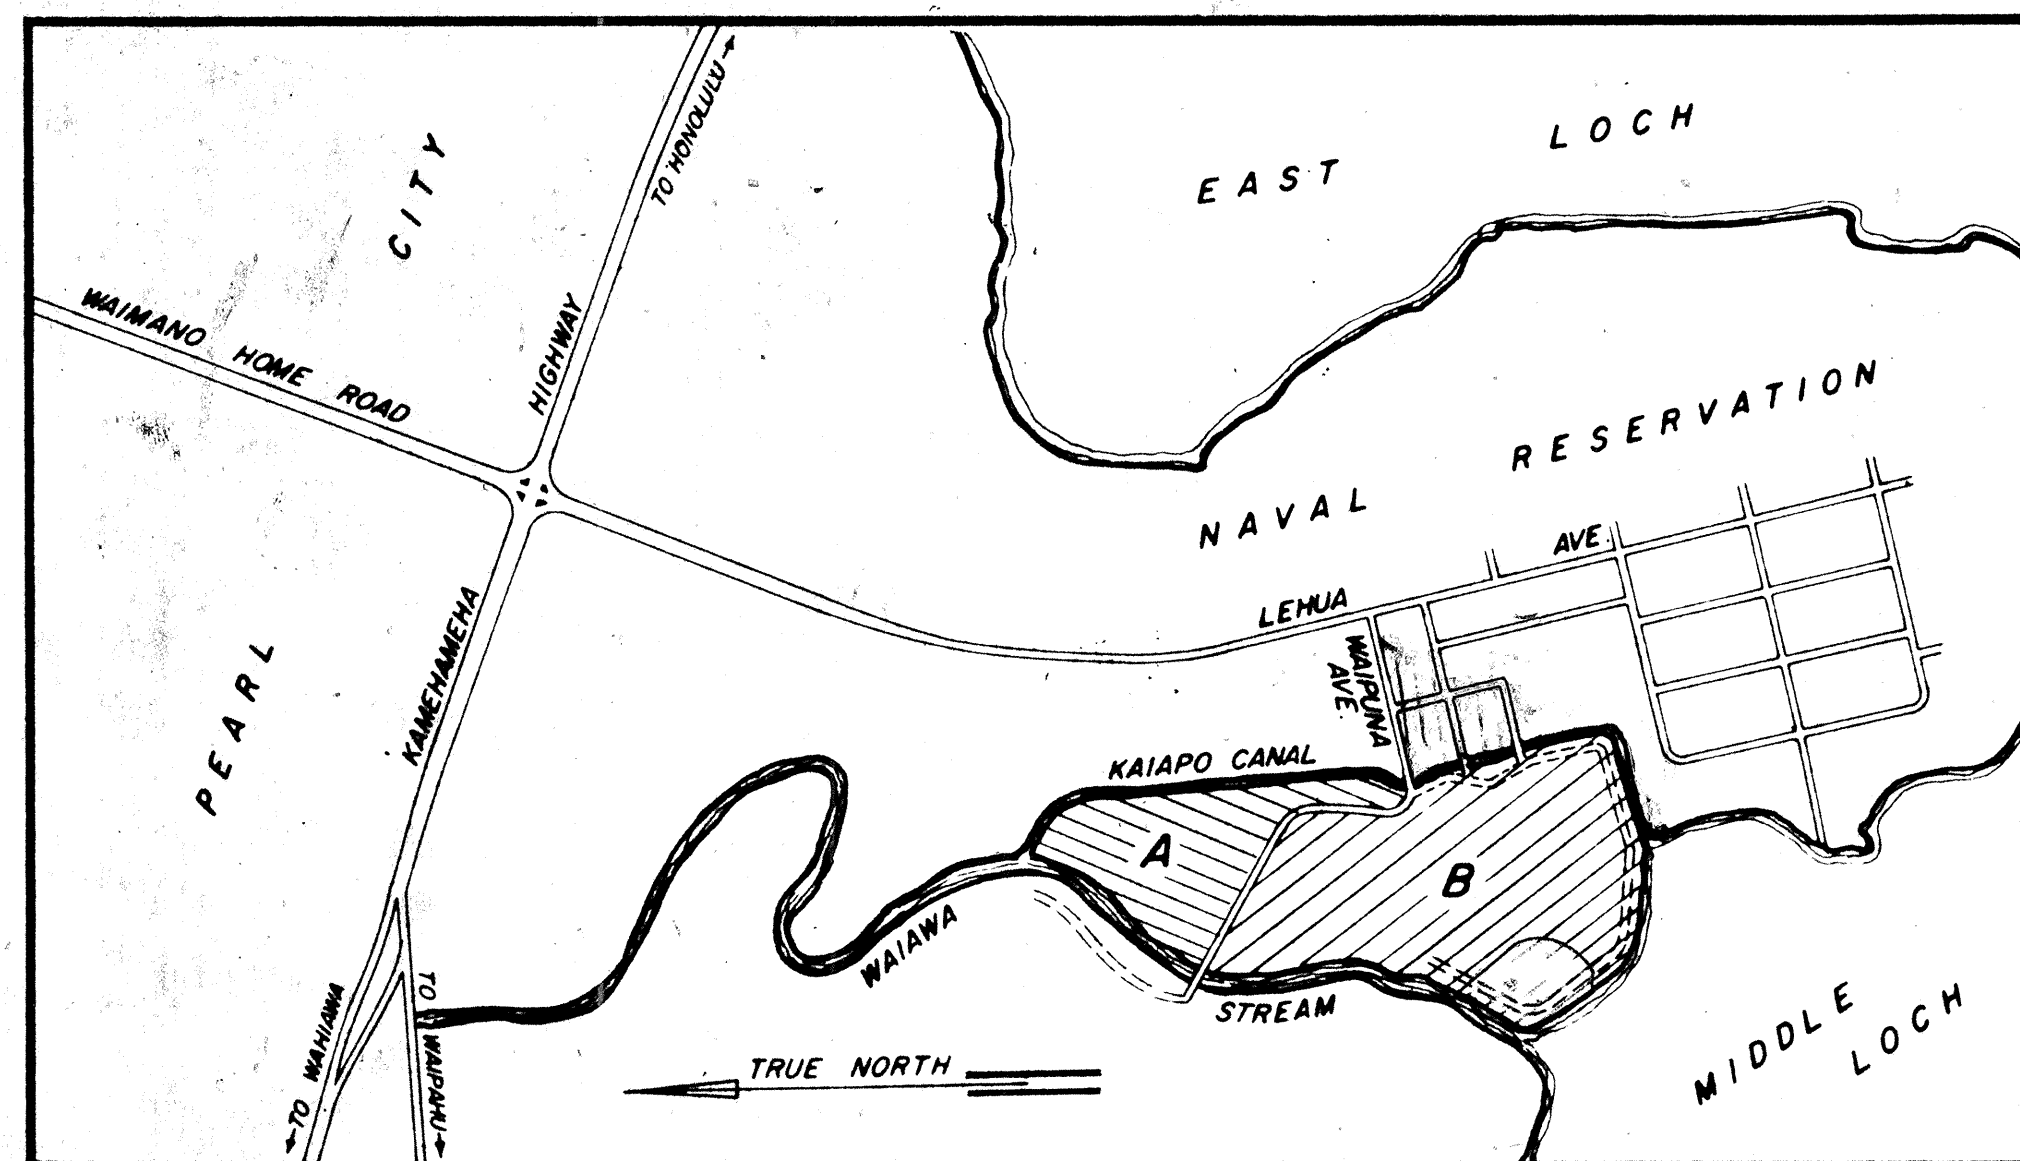 EAST LOCH
CITY
TO HONOLULU
WAIMANO HOME ROAD
HIGHWAY
NAVAL RESERVATION
LEHUA AVE.
WAIPUNA
AVE.
KAMEHAMEHA
PEARL
KAIAPO CANAL
A
B
WAIAWA
STREAM
TO WAHIAWA
TO WAIPAHU
TRUE NORTH
MIDDLE
LOCH